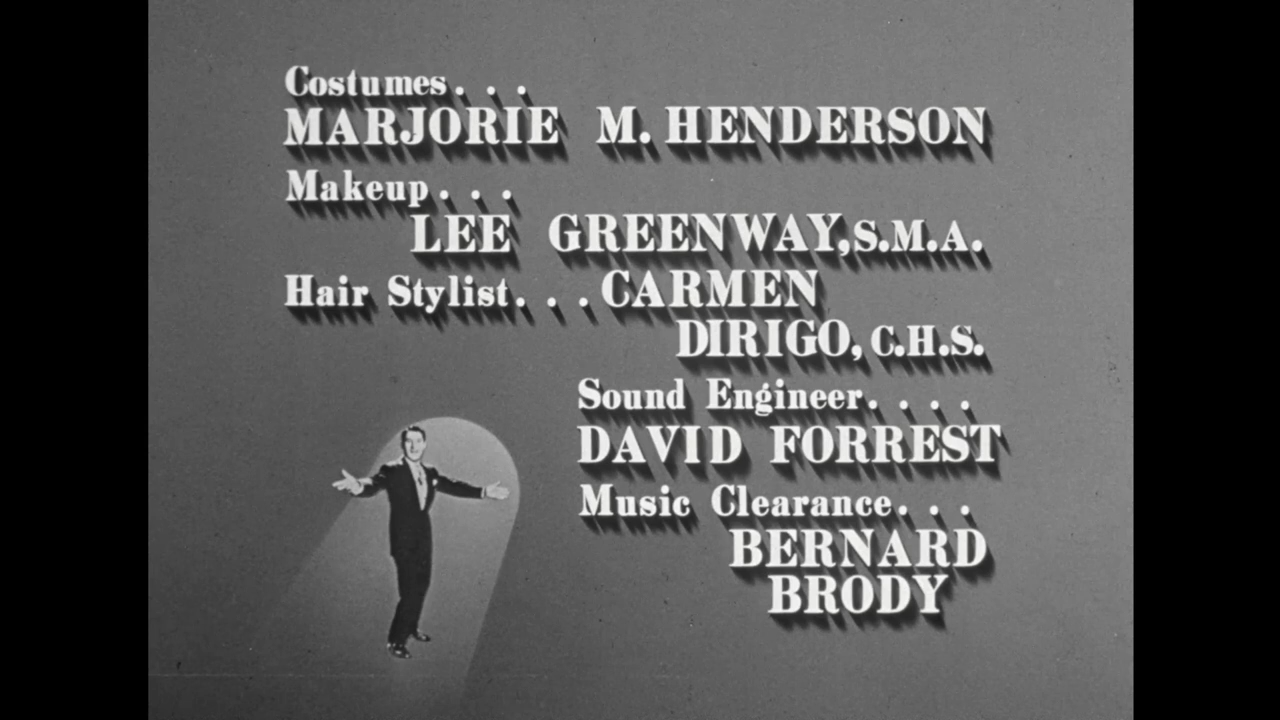 Costumes. . .
MARJORIE M. HENDERSON
Makeup. . .
LEE GREENWAY, S.M.A.
Hair Stylist. . . CARMEN
DIRIGO, C.H.S.
Sound Engineer. . . .
DAVID FORREST
Music Clearance. . .
BERNARD
BRODY